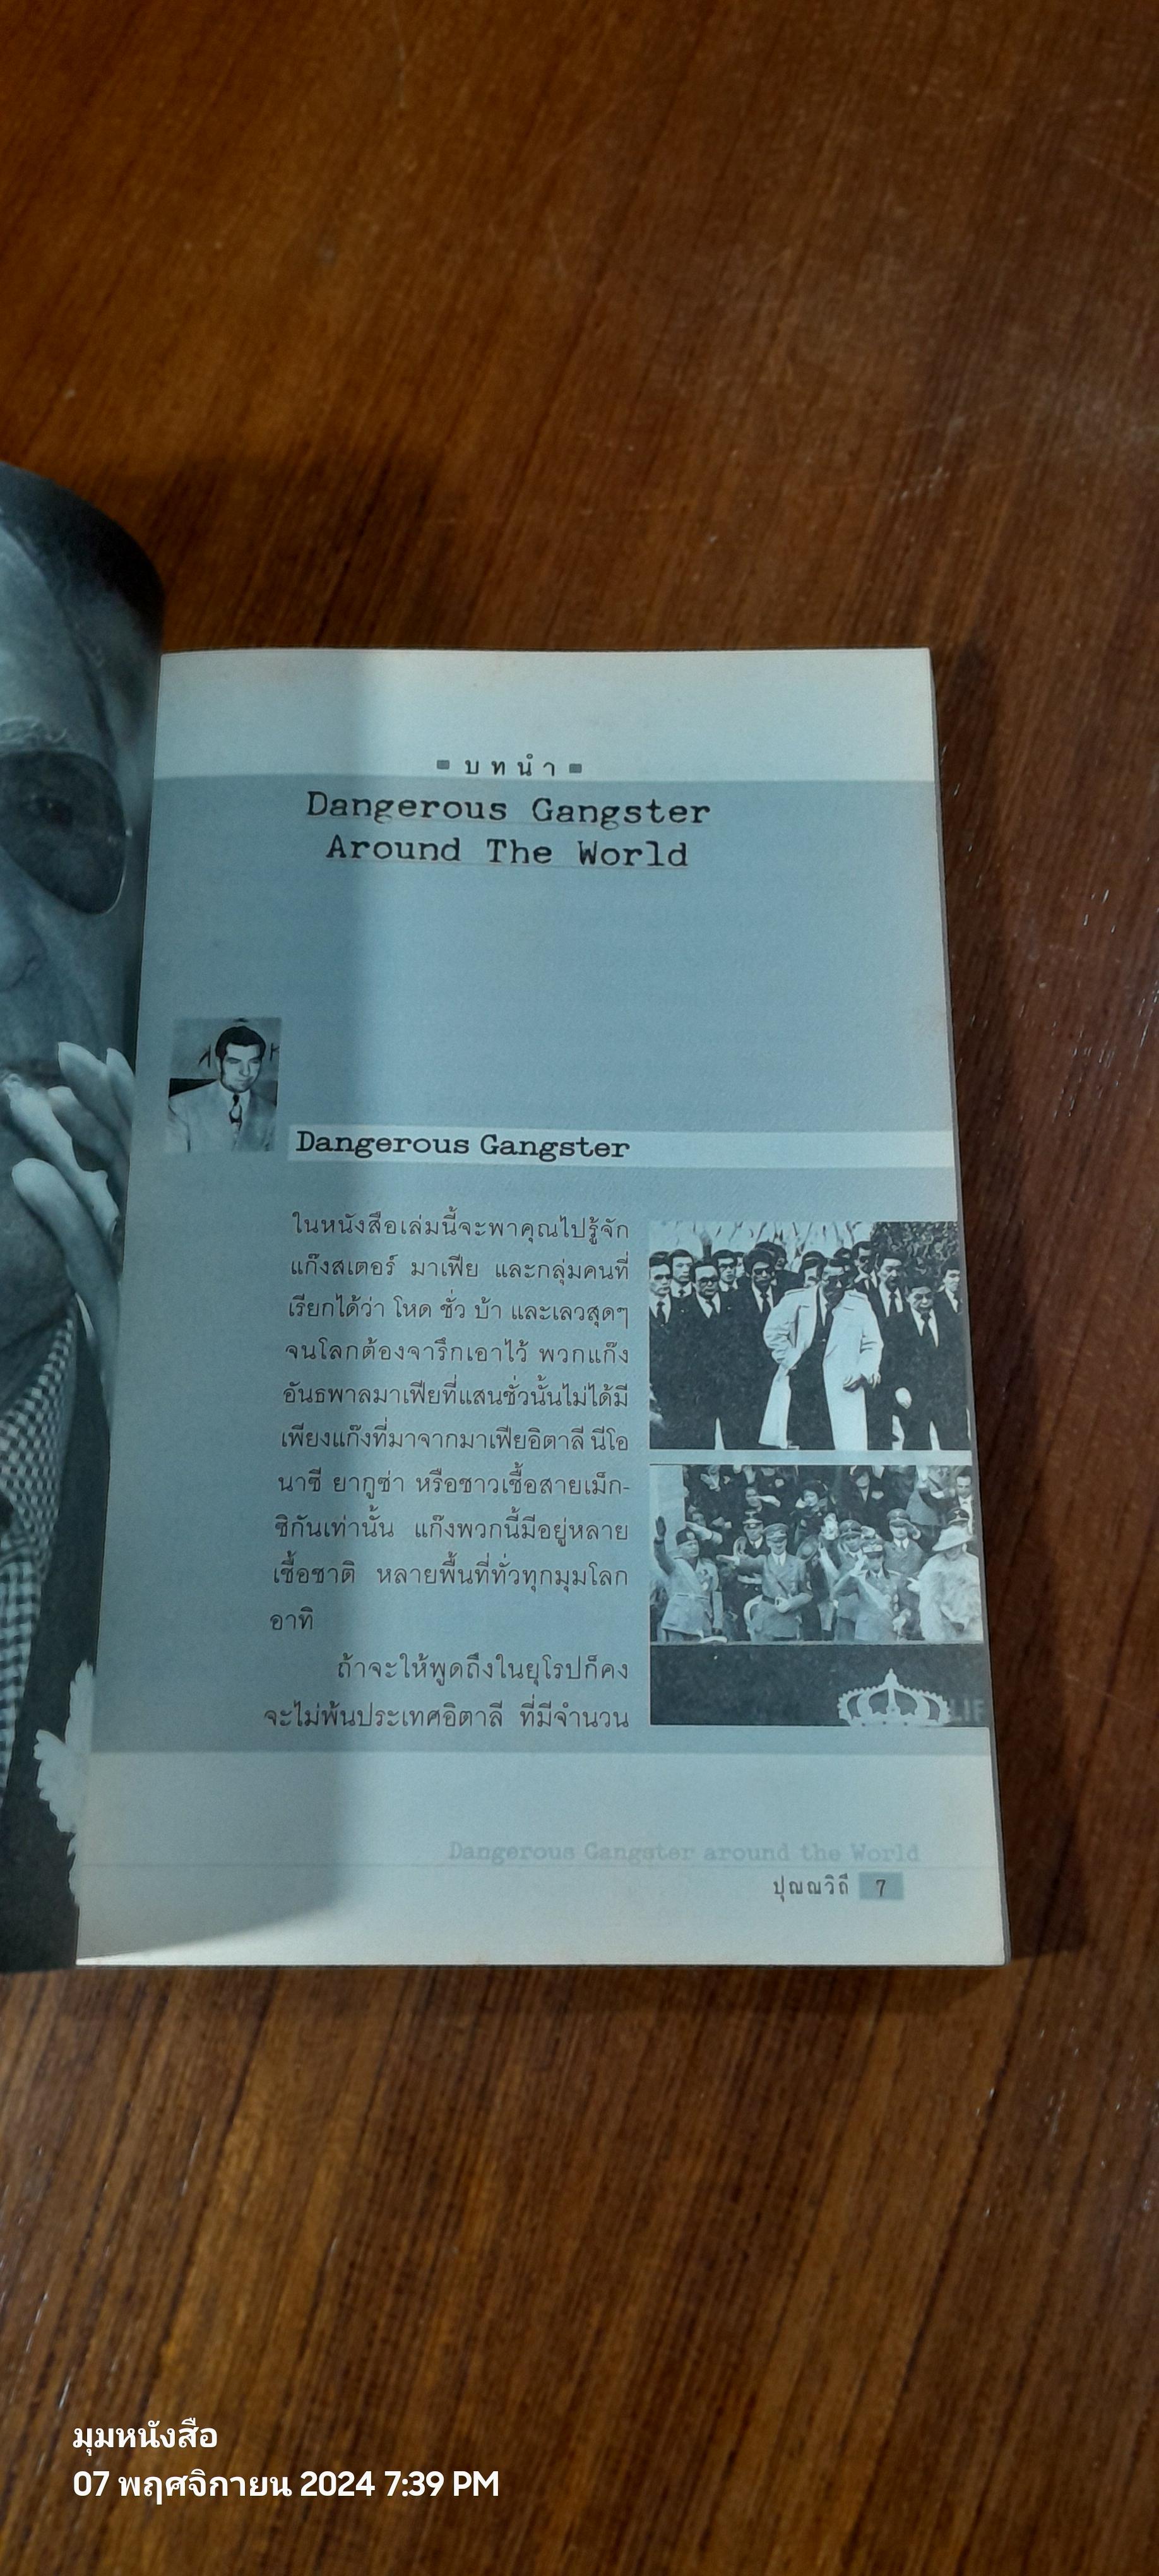 บทนำ
Dangerous Gangster
Around The World
Dangerous Gangster
ในหนังสือเล่มนี้จะพาคุณไปรู้จัก
แก๊งสเตอร์ มาเฟีย และกลุ่มคนที่
เรียกได้ว่า โหด ชั่ว บ้า และเลวสุดๆ
จนโลกต้องจารึกเอาไว้ พวกแก๊ง
อันธพาลมาเฟียที่แสนชั่วนั้นไม่ได้มี
เพียงแก๊งที่มาจากมาเฟียอิตาลี นีโอ
นาซี ยากูซ่า หรือชาวเชื้อสายเม็ก-
ซิกันเท่านั้น แก๊งพวกนี้มีอยู่หลาย
เชื้อชาติ หลายพื้นที่ทั่วทุกมุมโลก
อาทิ
ถ้าจะให้พูดถึงในยุโรปก็คง
จะไม่พ้นประเทศอิตาลี ที่มีจำนวน
Dangerous Gangster around the World
ปุณณวิถี 7
มุมหนังสือ
07 พฤศจิกายน 2024 7:39 PM